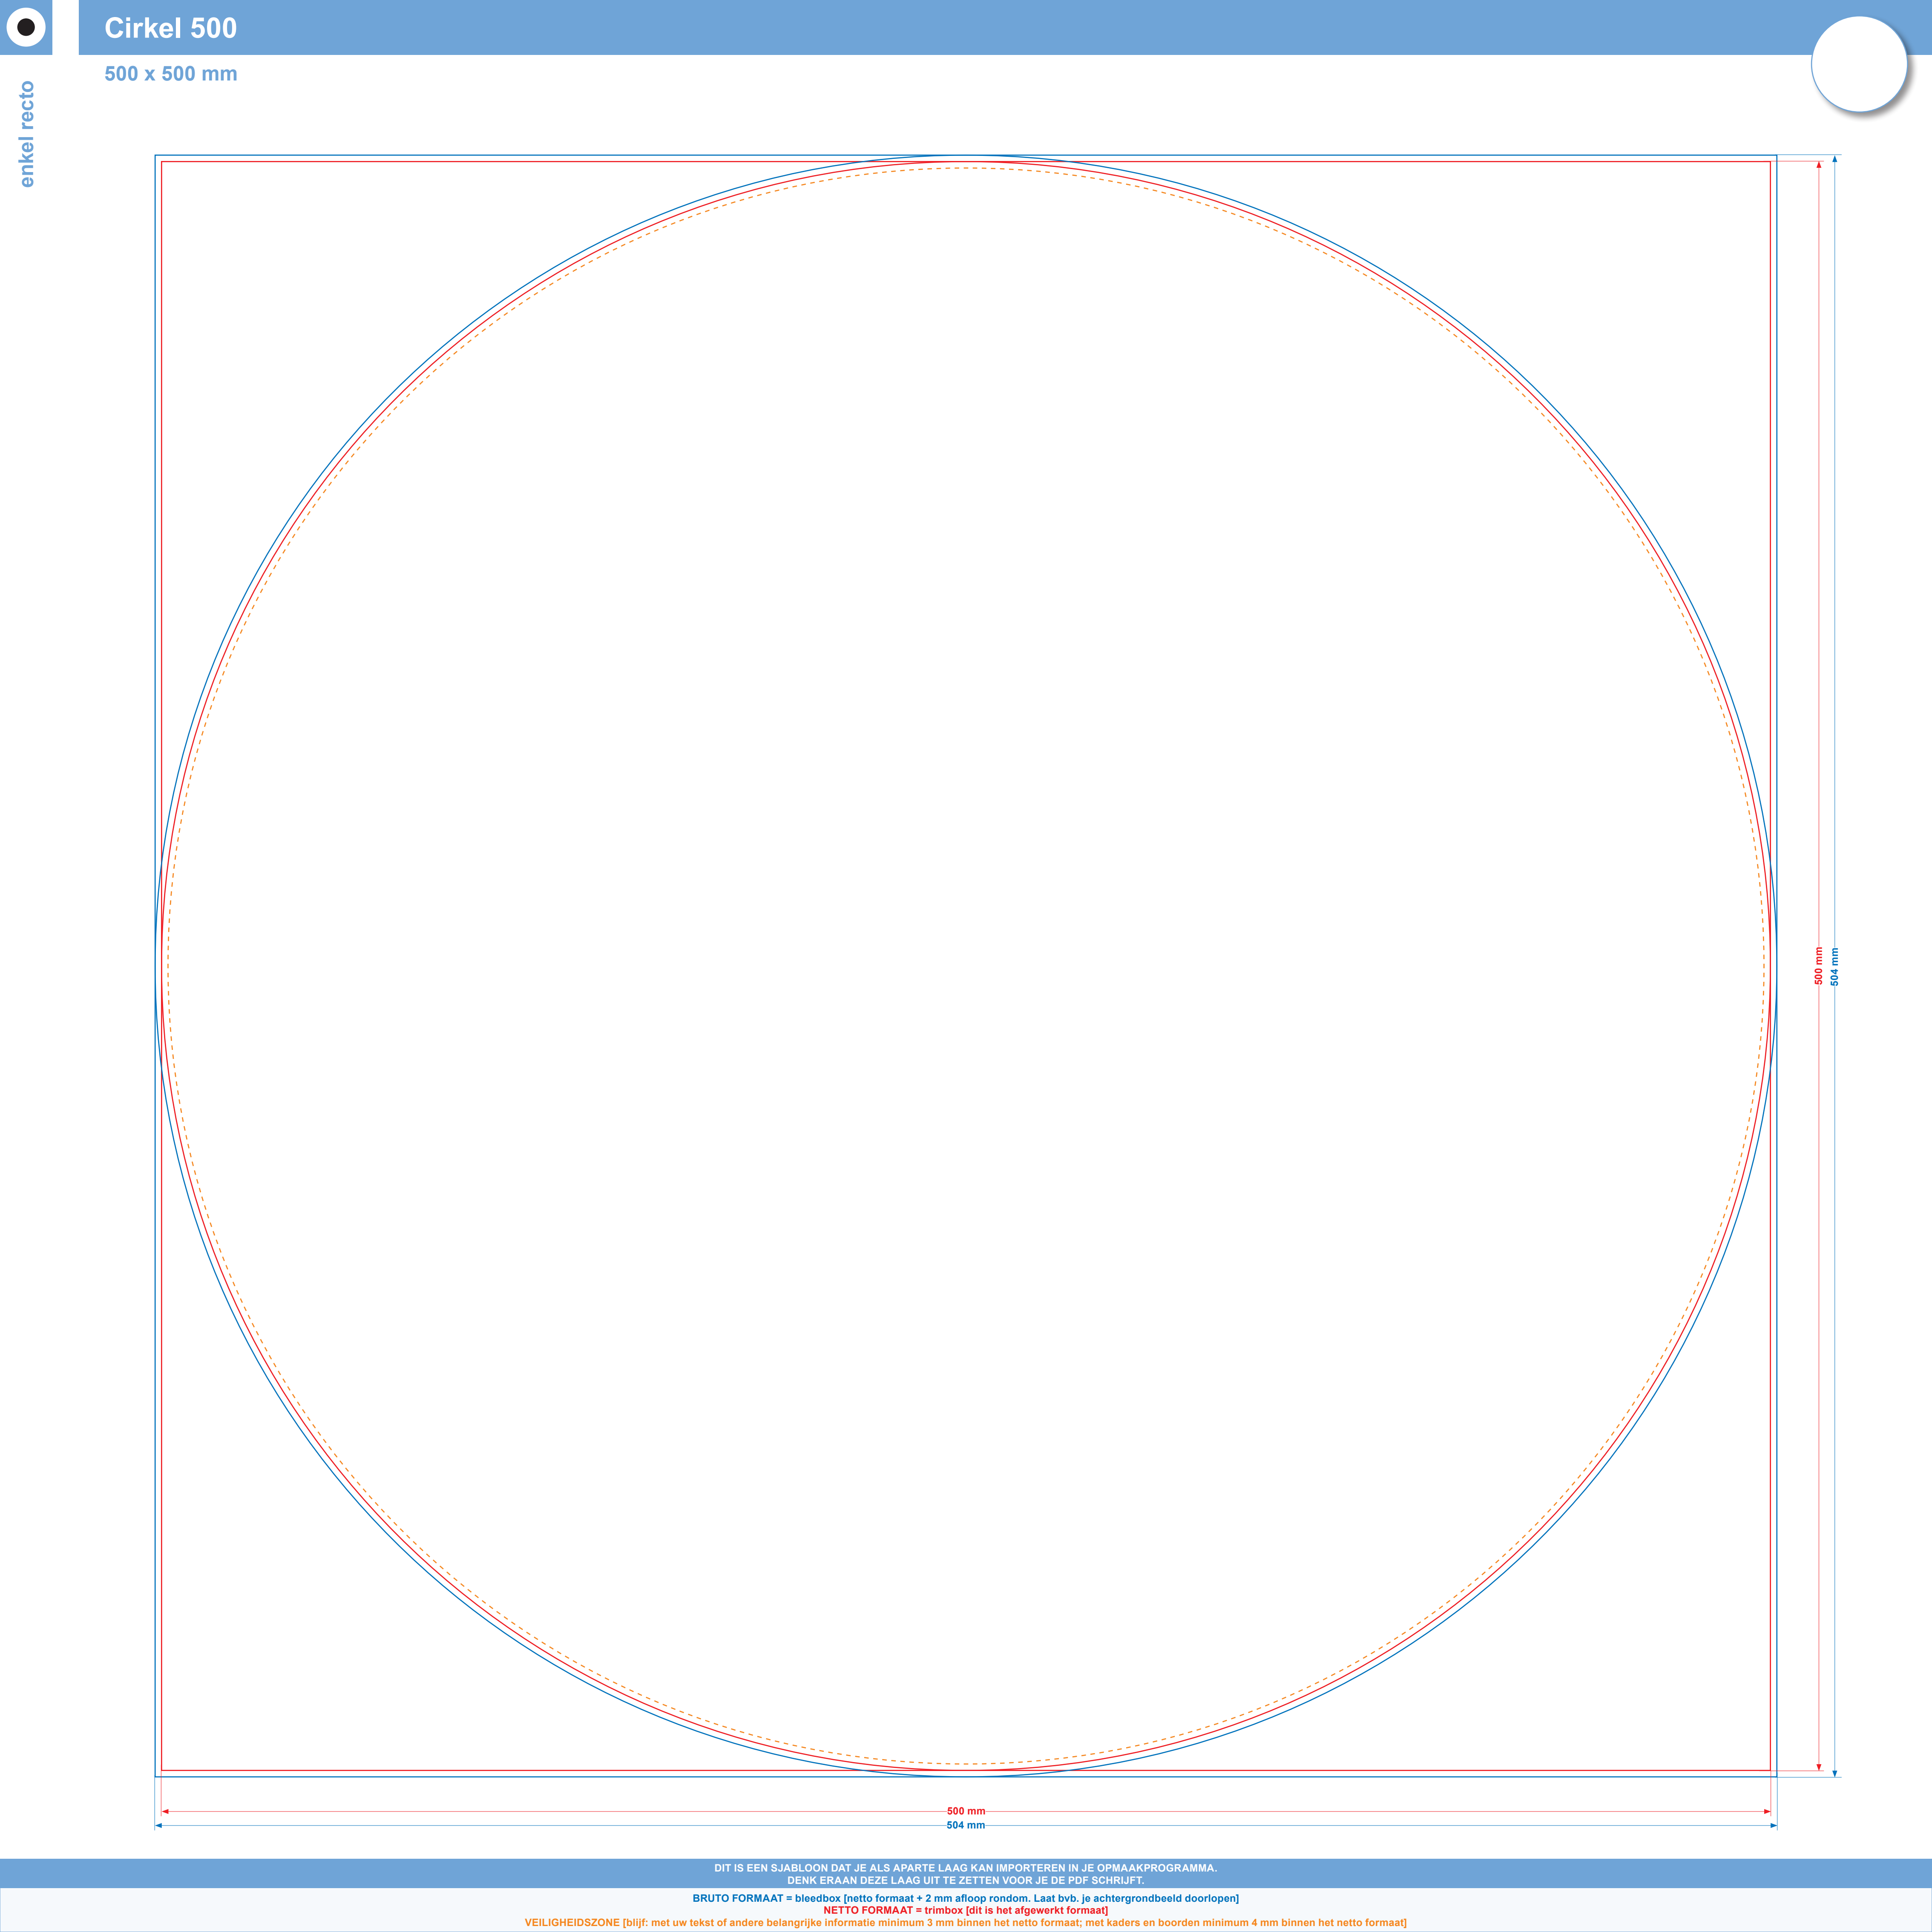 Cirkel 500
500 x 500 mm
enkel recto
500 mm
504 mm
500 mm
504 mm
DIT IS EEN SJABLOON DAT JE ALS APARTE LAAG KAN IMPORTEREN IN JE OPMAAKPROGRAMMA.
DENK ERAAN DEZE LAAG UIT TE ZETTEN VOOR JE DE PDF SCHRIJFT.
BRUTO FORMAAT = bleedbox [netto formaat + 2 mm afloop rondom. Laat bvb. je achtergrondbeeld doorlopen]
NETTO FORMAAT = trimbox [dit is het afgewerkt formaat]
VEILIGHEIDSZONE [blijf: met uw tekst of andere belangrijke informatie minimum 3 mm binnen het netto formaat; met kaders en boorden minimum 4 mm binnen het netto formaat]